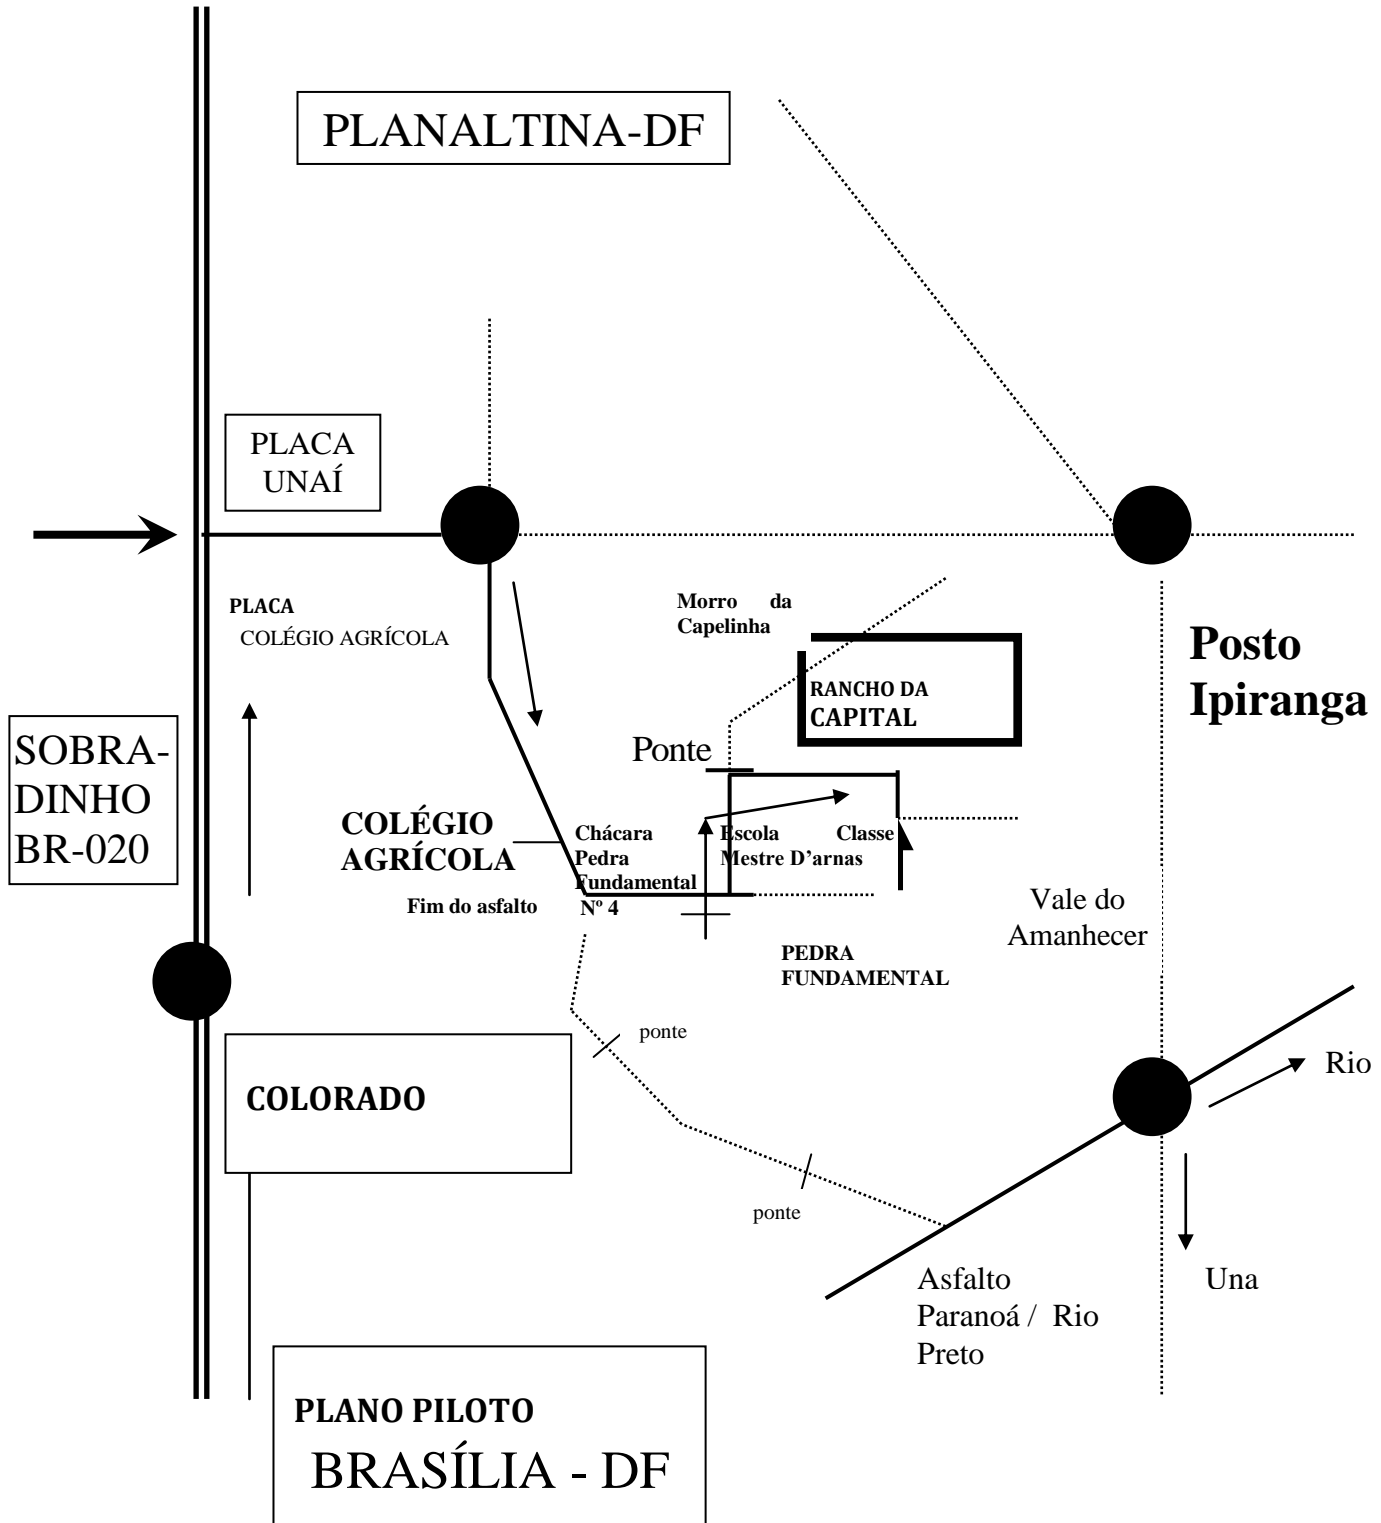 PLANALTINA-DF
PLACA
UNAÍ
PLACA
COLÉGIO AGRÍCOLA
Morro da
Capelinha
Posto
Ipiranga
RANCHO DA
CAPITAL
SOBRA-
DINHO
BR-020
Ponte
COLÉGIO
AGRÍCOLA
Chácara
Pedra
Fundamental
Nº 4
Escola Classe
Mestre D'arnas
Fim do asfalto
Vale do
Amanhecer
PEDRA
FUNDAMENTAL
ponte
Rio
COLORADO
ponte
Asfalto
Paranoá / Rio
Preto
Una
PLANO PILOTO
BRASÍLIA - DF